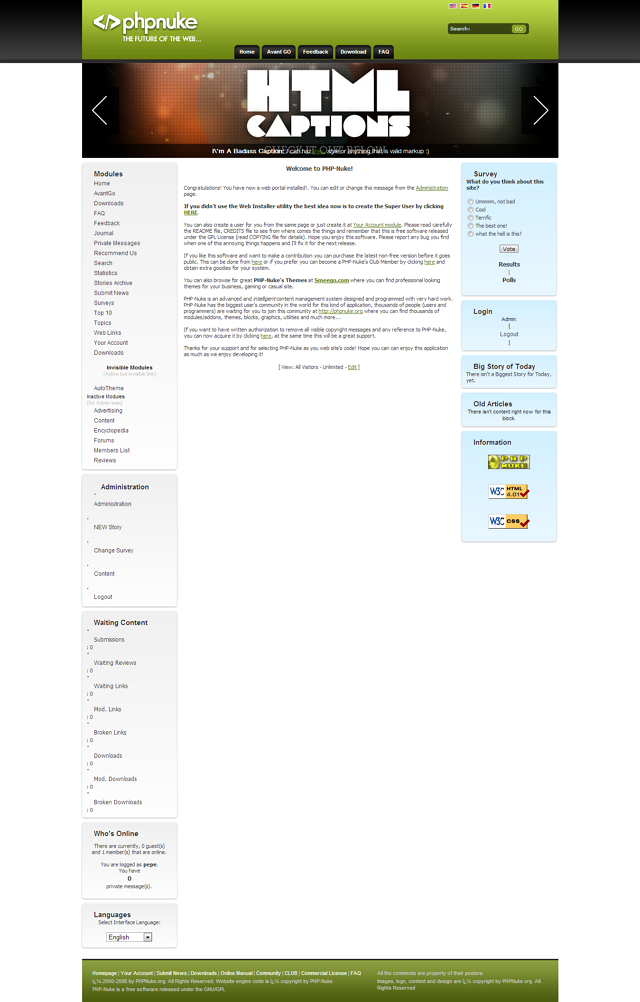 </>phpnuke
THE FUTURE OF THE WEB...
Search:
GO
Home
Avant GO
Feedback
Download
FAQ
HTML
CAPTIONS
CHECK IT OUT BELOW
I\'m A Badass Caption: I can haz style or anything that is valid markup :)
Modules
Home
AvantGo
Downloads
FAQ
Feedback
Journal
Private Messages
Recommend Us
Search
Statistics
Stories Archive
Submit News
Surveys
Top 10
Topics
Web Links
Your Account
Downloads
Invisible Modules
(Active but invisible link)
AutoTheme
Inactive Modules
(for Admin tests)
Advertising
Content
Encyclopedia
Forums
Members List
Reviews
Administration
Administration
NEW Story
Change Survey
Content
Logout
Waiting Content
Submissions
: 0
Waiting Reviews
: 0
Waiting Links
: 0
Mod. Links
: 0
Broken Links
: 0
Downloads
: 0
Mod. Downloads
: 0
Broken Downloads
: 0
Who's Online
There are currently, 0 guest(s)
and 1 member(s) that are online.
You are logged as pepe.
You have
0
private message(s).
Languages
Select Interface Language:
English
Welcome to PHP-Nuke!
Congratulations! You have now a web portal installed!. You can edit or change this message from the Administration
page.
If you didn't use the Web Installer utility the best idea now is to create the Super User by clicking
HERE.
You can also create a user for you from the same page or just create it at Your Account module. Please read carefully
the README file, CREDITS file to see from where comes the things and remember that this is free software released
under the GPL License (read COPYING file for details). Hope you enjoy this software. Please report any bug you find
when one of this annoying things happens and I'll fix it for the next release.
If you like this software and want to make a contribution you can purchase the latest non-free version before it goes
public. This can be done from here or if you prefer you can become a PHP-Nuke's Club Member by clicking here and
obtain extra goodies for your system.
You can also browse for great PHP-Nuke's Themes at Smeego.com where you can find professional looking
themes for your business, gaming or casual site.
PHP-Nuke is an advanced and intelligent content management system designed and programmed with very hard work.
PHP-Nuke has the biggest user's community in the world for this kind of application, thousands of people (users and
programmers) are waiting for you to join this community at http://phpnuke.org where you can find thousands of
modules/addons, themes, blocks, graphics, utilities and much more...
If you want to have written authorization to remove all visible copyright messages and any reference to PHP-Nuke,
you can now acquire it by clicking here, at the same time this will be a great support.
Thanks for your support and for selecting PHP-Nuke as you web site's code! Hope you can can enjoy this application
as much as we enjoy developing it!
[ View: All Visitors - Unlimited - Edit ]
Survey
What do you think about this
site?
Ummmm, not bad
Cool
Terrific
The best one!
what the hell is this?
Vote
Results
|
Polls
Login
Admin:
[
Logout
]
Big Story of Today
There isn't a Biggest Story for Today,
yet.
Old Articles
There isn't content right now for this
block.
Information
PHP
NUKE
W3C HTML
4.01
W3C CSS
Homepage | Your Account | Submit News | Downloads | Online Manual | Community | CLUB | Commercial License | FAQ
ï¿½ 2000-2006 by PHPNuke.org. All Rights Reserved. Website engine code is ï¿½ copyright by PHP-Nuke.
PHP-Nuke is a free software released under the GNU/GPL
All the comments are property of their posters.
Images, logo, content and design are ï¿½ copyright by PHPNuke.org. All
Rights Reserved